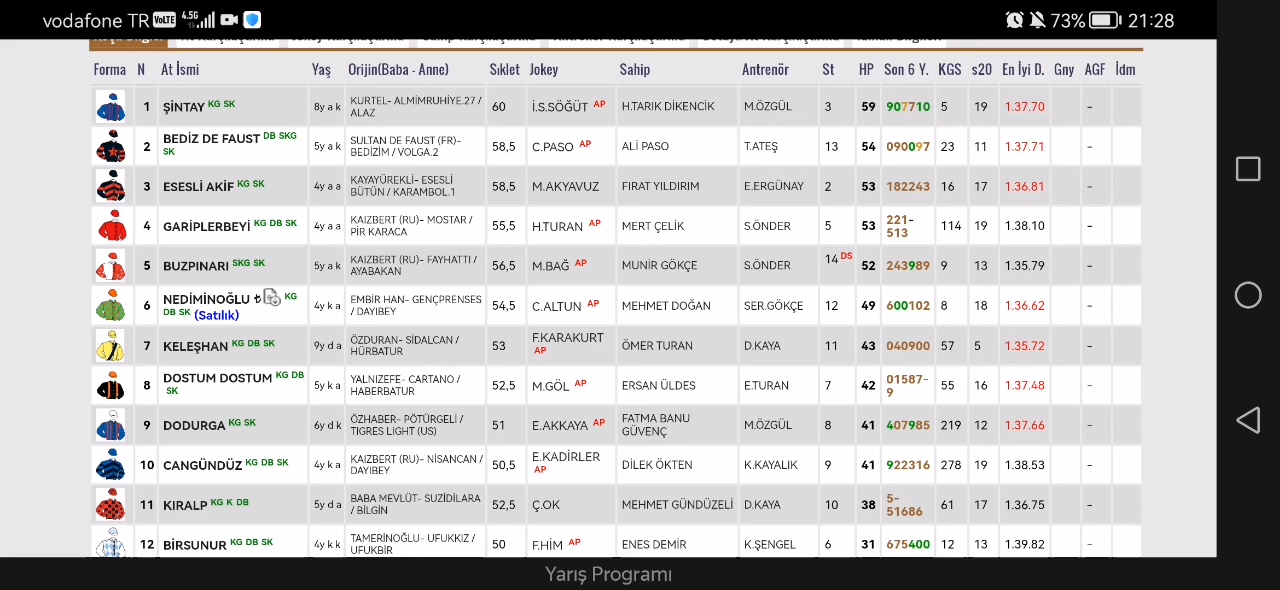 vodafone TR VoLTE 4.5G 73% 21:28
Forma N At İsmi Yaş Orijin(Baba - Anne) Sıklet Jokey Sahip Antrenör St HP Son 6 Y. KGS s20 En İyi D. Gny AGF İdm
1 ŞİNTAY KG SK 8y a k KURTEL- ALMİMRUHİYE.27 / ALAZ 60 İ.S.SÖĞÜT AP H.TARIK DİKENCİK M.ÖZGÜL 3 59 907710 5 19 1.37.70 -
2 BEDİZ DE FAUST DB SKG SK 5y a k SULTAN DE FAUST (FR)- BEDİZİM / VOLGA.2 58,5 C.PASO AP ALİ PASO T.ATEŞ 13 54 090097 23 11 1.37.71 -
3 ESESLİ AKİF KG SK 4y a a KAYAYÜREKLİ- ESESLİ BÜTÜN / KARAMBOL.1 58,5 M.AKYAVUZ FIRAT YILDIRIM E.ERGÜNAY 2 53 182243 16 17 1.36.81 -
4 GARİPLERBEYİ KG DB SK 4y a a KAIZBERT (RU)- MOSTAR / PİR KARACA 55,5 H.TURAN AP MERT ÇELİK S.ÖNDER 5 53 221-513 114 19 1.38.10 -
5 BUZPINARI SKG SK 5y a k KAIZBERT (RU)- FAYHATTI / AYABAKAN 56,5 M.BAĞ AP MUNİR GÖKÇE S.ÖNDER 14 DS 52 243989 9 13 1.35.79 -
6 NEDİMİNOĞLU ₺ KG DB SK (Satılık) 4y k a EMBİR HAN- GENÇPRENSES / DAYIBEY 54,5 C.ALTUN AP MEHMET DOĞAN SER.GÖKÇE 12 49 600102 8 18 1.36.62 -
7 KELEŞHAN KG DB SK 9y d a ÖZDURAN- SİDALCAN / HÜRBATUR 53 F.KARAKURT AP ÖMER TURAN D.KAYA 11 43 040900 57 5 1.35.72 -
8 DOSTUM DOSTUM KG DB SK 5y k a YALNIZEFE- CARTANO / HABERBATUR 52,5 M.GÖL AP ERSAN ÜLDES E.TURAN 7 42 01587-9 55 16 1.37.48 -
9 DODURGA KG SK 6y d k ÖZHABER- PÖTÜRGELİ / TIGRES LIGHT (US) 51 E.AKKAYA AP FATMA BANU GÜVENÇ M.ÖZGÜL 8 41 407985 219 12 1.37.66 -
10 CANGÜNDÜZ KG DB SK 4y k a KAIZBERT (RU)- NİSANCAN / DAYIBEY 50,5 E.KADİRLER AP DİLEK ÖKTEN K.KAYALIK 9 41 922316 278 19 1.38.53 -
11 KIRALP KG K DB 5y d a BABA MEVLÜT- SUZİDİLARA / BİLGİN 52,5 Ç.OK MEHMET GÜNDÜZELİ D.KAYA 10 38 5-51686 61 17 1.36.75 -
12 BİRSUNUR KG DB SK 4y k k TAMERİNOĞLU- UFUKKIZ / UFUKBİR 50 F.HİM AP ENES DEMİR K.ŞENGEL 6 31 675400 12 13 1.39.82 -
Yarış Programı